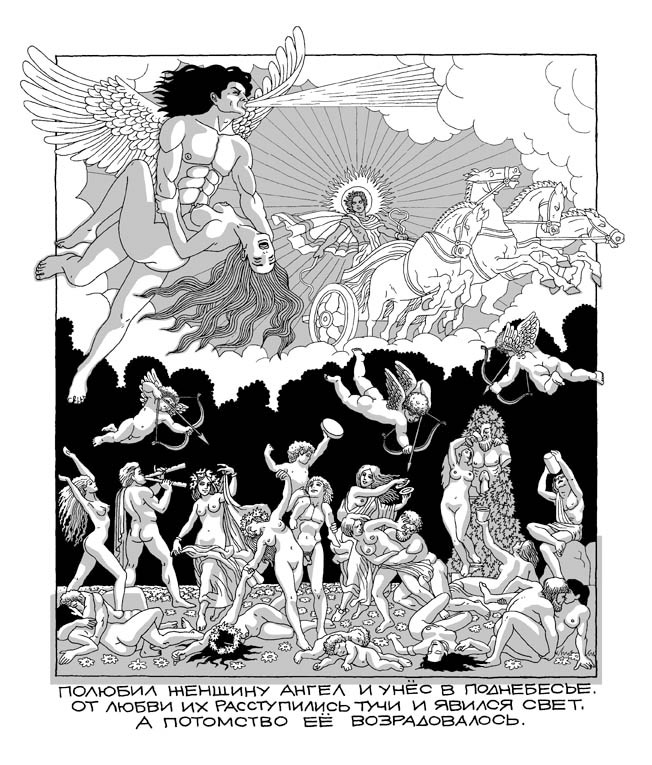 ПОЛЮБИЛ ЖЕНЩИНУ АНГЕЛ И УНЁС В ПОДНЕБЕСЬЕ.
ОТ ЛЮБВИ ИХ РАССТУПИЛИСЬ ТУЧИ И ЯВИЛСЯ СВЕТ,
А ПОТОМСТВО ЕЁ ВОЗРАДОВАЛОСЬ.